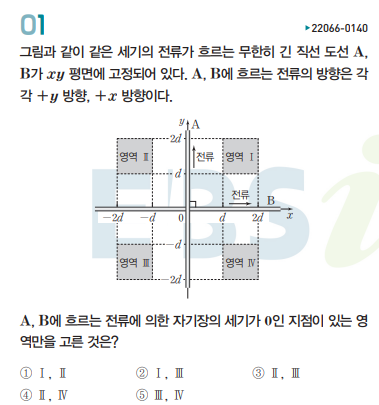 01
▶22066-0140
그림과 같이 같은 세기의 전류가 흐르는 무한히 긴 직선 도선 A,
B가 xy 평면에 고정되어 있다. A, B에 흐르는 전류의 방향은 각
각 +y 방향, +x 방향이다.
y A
2d
영역 Ⅱ 전류 영역 Ⅰ
d
전류 B
-2d -d 0 d 2d x
-d
영역 Ⅲ 영역 Ⅳ
-2d
EBSi
A, B에 흐르는 전류에 의한 자기장의 세기가 0인 지점이 있는 영
역만을 고른 것은?
① Ⅰ, Ⅱ ② Ⅰ, Ⅲ ③ Ⅱ, Ⅲ
④ Ⅱ, Ⅳ ⑤ Ⅲ, Ⅳ